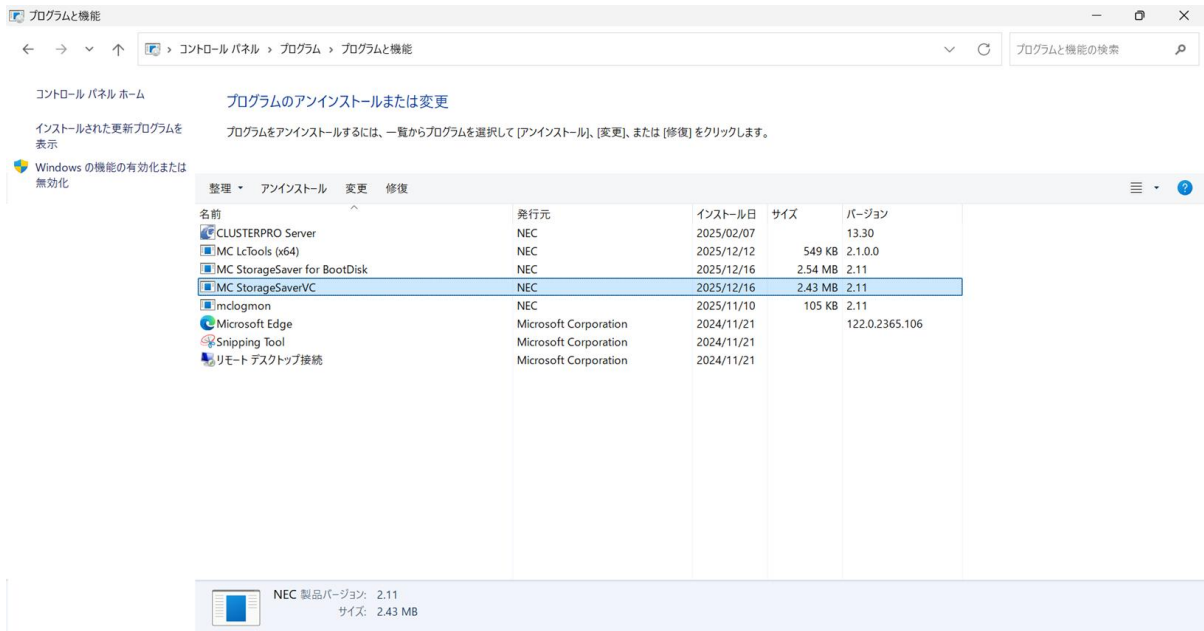 プログラムと機能
コントロール パネル › プログラム › プログラムと機能
プログラムと機能の検索
コントロール パネル ホーム
インストールされた更新プログラムを
表示
Windows の機能の有効化または
無効化
プログラムのアンインストールまたは変更
プログラムをアンインストールするには、一覧からプログラムを選択して [アンインストール]、[変更]、または [修復] をクリックします。
整理 アンインストール 変更 修復
名前 発行元 インストール日 サイズ バージョン
CLUSTERPRO Server NEC 2025/02/07 13.30
MC LcTools (x64) NEC 2025/12/12 549 KB 2.1.0.0
MC StorageSaver for BootDisk NEC 2025/12/16 2.54 MB 2.11
MC StorageSaverVC NEC 2025/12/16 2.43 MB 2.11
mclogmon NEC 2025/11/10 105 KB 2.11
Microsoft Edge Microsoft Corporation 2024/11/21 122.0.2365.106
Snipping Tool Microsoft Corporation 2024/11/21
リモート デスクトップ接続 Microsoft Corporation 2024/11/21
NEC 製品バージョン: 2.11
サイズ: 2.43 MB